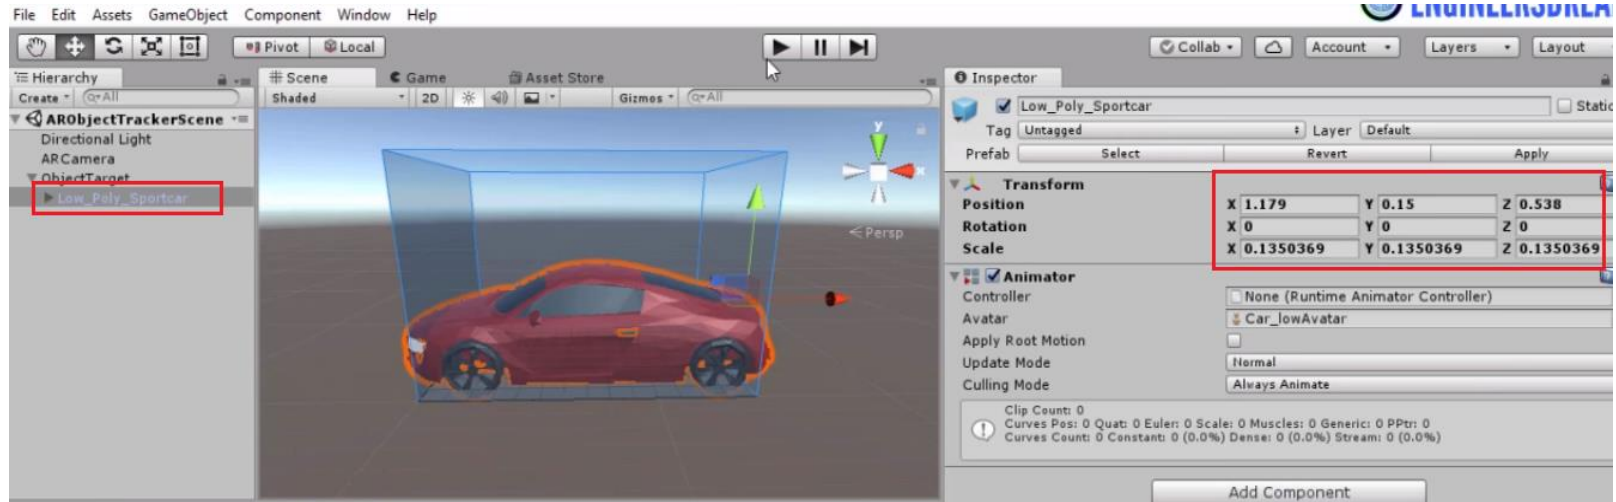 File Edit Assets GameObject Component Window Help
ENGINEERSDREA
Pivot Local
Collab Account Layers Layout
Hierarchy
Create All
ARObjectTrackerScene
Directional Light
ARCamera
ObjectTarget
Low_Poly_Sportcar
Scene Game Asset Store
Shaded 2D Gizmos All
y
x
Persp
Inspector
Low_Poly_Sportcar Static
Tag Untagged Layer Default
Prefab Select Revert Apply
Transform
Position X 1.179 Y 0.15 Z 0.538
Rotation X 0 Y 0 Z 0
Scale X 0.1350369 Y 0.1350369 Z 0.1350369
Animator
Controller None (Runtime Animator Controller)
Avatar Car_lowAvatar
Apply Root Motion
Update Mode Normal
Culling Mode Always Animate
Clip Count: 0
Curves Pos: 0 Quat: 0 Euler: 0 Scale: 0 Muscles: 0 Generic: 0 PPtr: 0
Curves Count: 0 Constant: 0 (0.0%) Dense: 0 (0.0%) Stream: 0 (0.0%)
Add Component